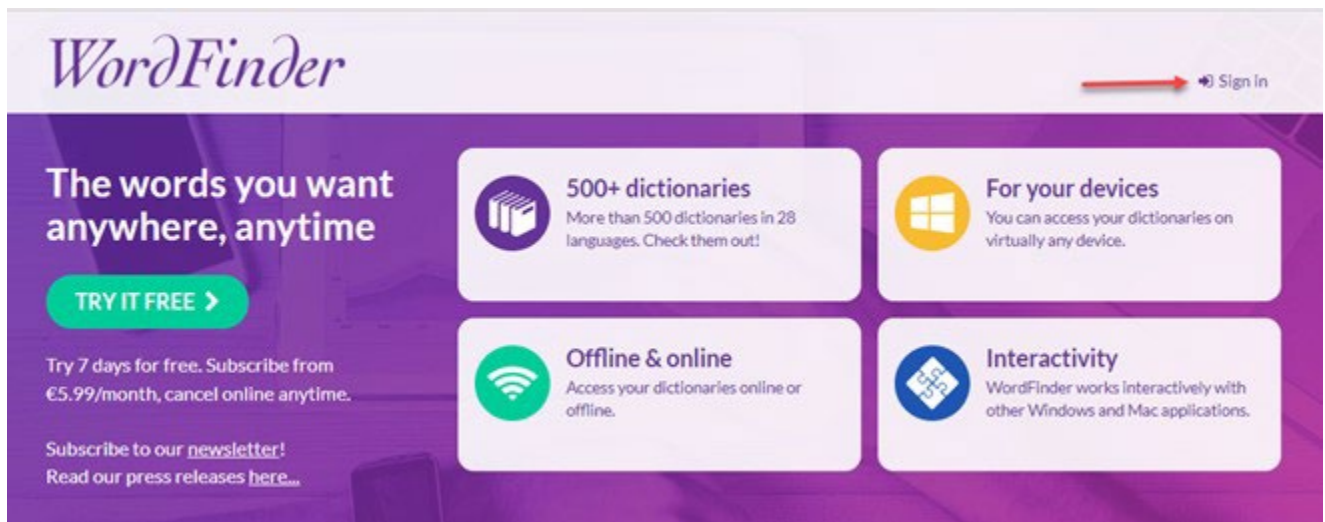 WordFinder
Sign in
The words you want
anywhere, anytime
TRY IT FREE
Try 7 days for free. Subscribe from
€5.99/month, cancel online anytime.
Subscribe to our newsletter!
Read our press releases here...
500+ dictionaries
More than 500 dictionaries in 28
languages. Check them out!
For your devices
You can access your dictionaries on
virtually any device.
Offline & online
Access your dictionaries online or
offline.
Interactivity
WordFinder works interactively with
other Windows and Mac applications.